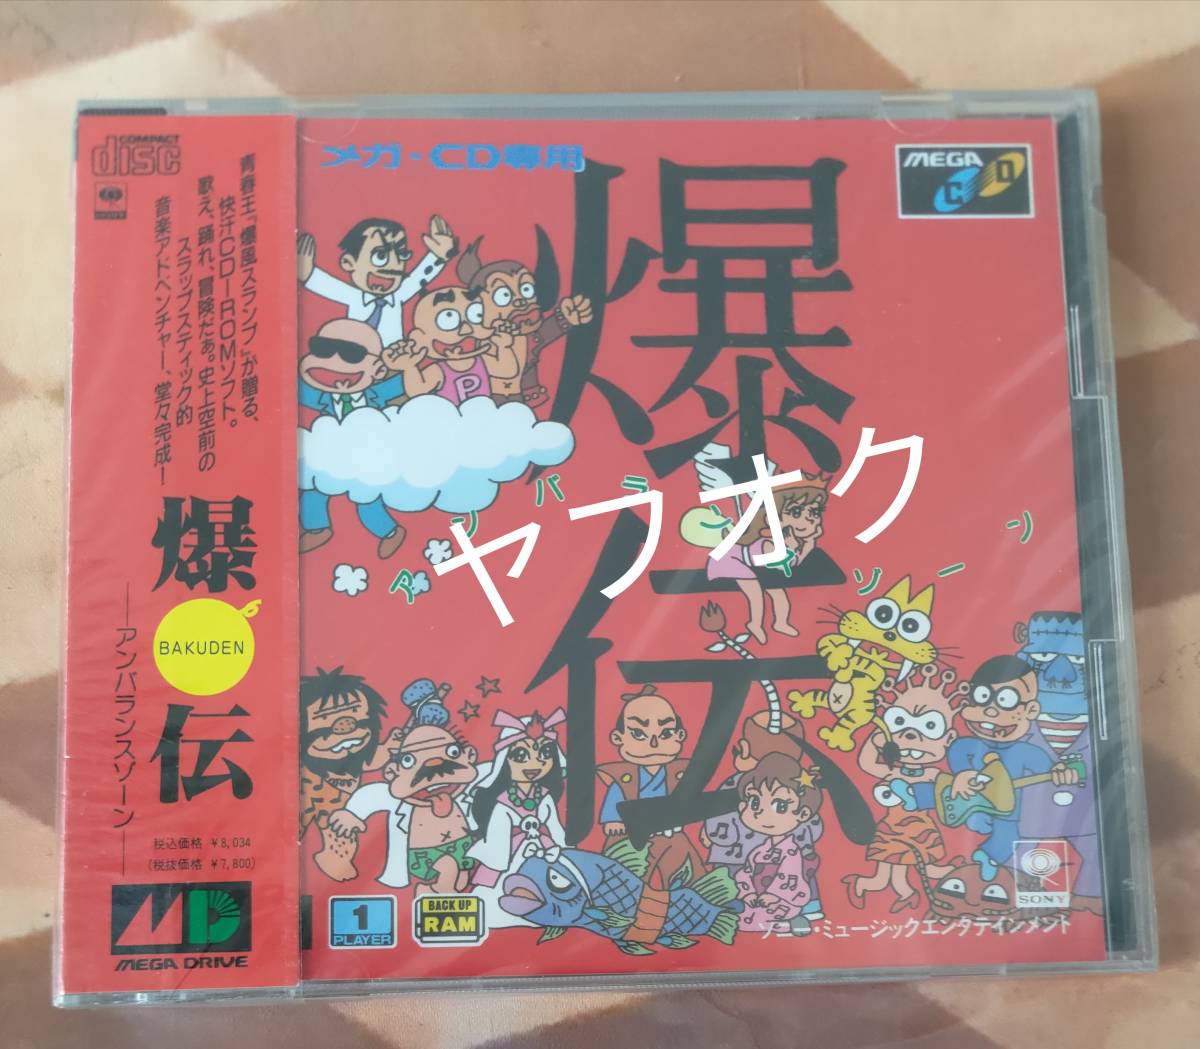 COMPACT
disc
青春王『爆風スランプ』が贈る、
快汗CD-ROMソフト。
歌え、踊れ、冒険だぁ。史上空前の
スラップスティック的
音楽アドベンチャー、堂々完成!
爆
BAKUDEN
伝
―アンバランスゾーン―
税込価格 ¥8,034
(税抜価格 ¥7,800)
MD
MEGA DRIVE
メガ・CD専用
MEGA
CD
爆伝
アンバランスゾーン
ヤフオク
P
1
PLAYER
BACK UP
RAM
SONY
ソニー・ミュージックエンタテインメント